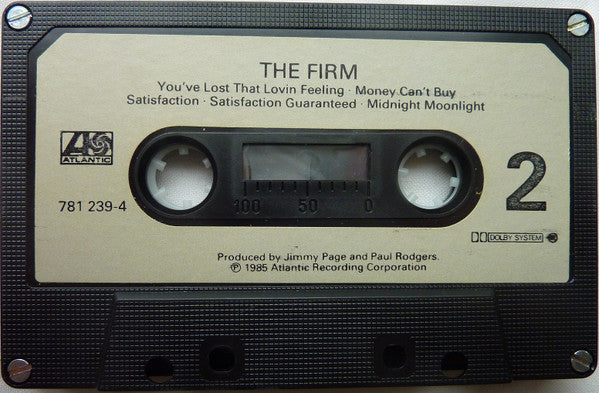 THE FIRM
You've Lost That Lovin Feeling · Money Can't Buy
Satisfaction · Satisfaction Guaranteed · Midnight Moonlight
ATLANTIC
781 239-4
100 50 0
2
DOLBY SYSTEM
Produced by Jimmy Page and Paul Rodgers.
℗ 1985 Atlantic Recording Corporation